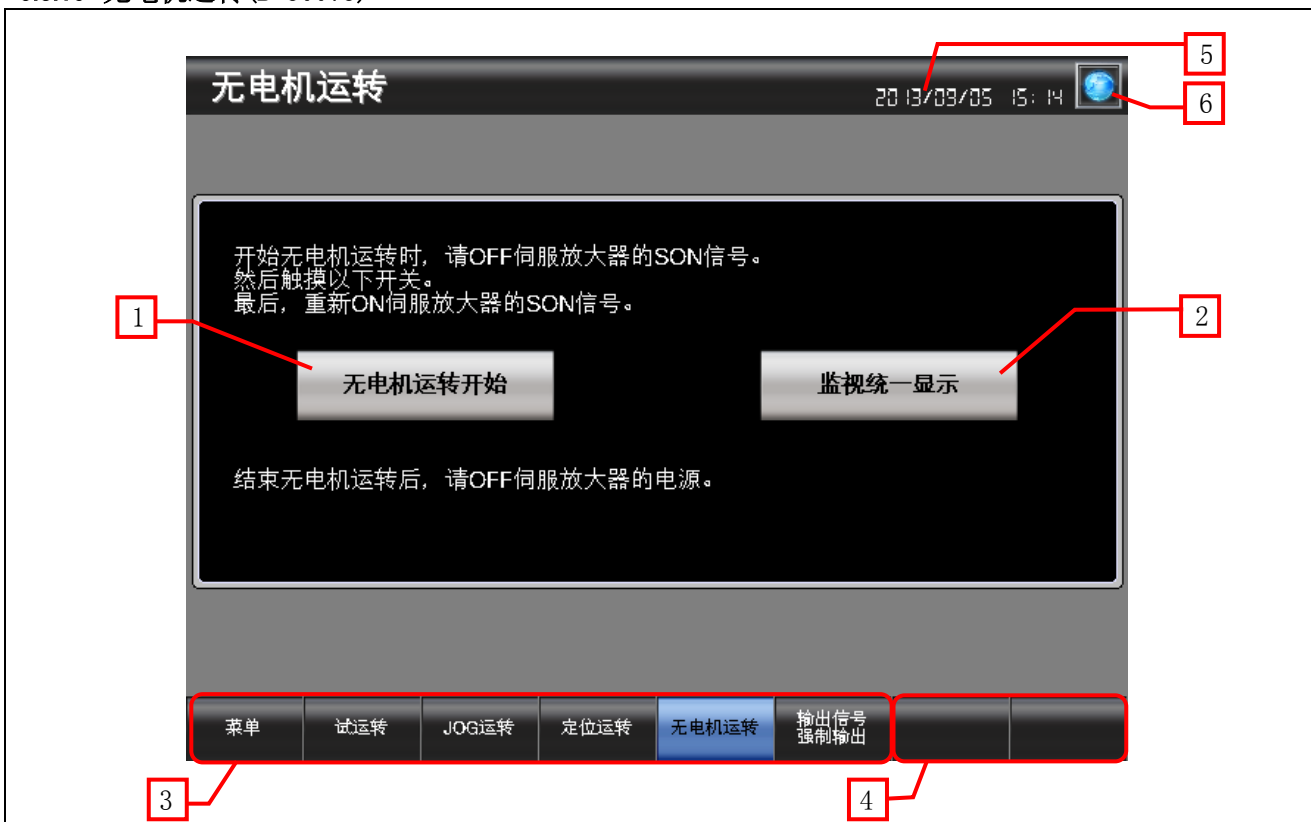 无电机运转
2013/09/05 15:14
5
6
开始无电机运转时，请OFF伺服放大器的SON信号。
然后触摸以下开关。
最后，重新ON伺服放大器的SON信号。
1
2
无电机运转开始
监视统一显示
结束无电机运转后，请OFF伺服放大器的电源。
菜单
试运转
JOG运转
定位运转
无电机运转
输出信号
强制输出
3
4